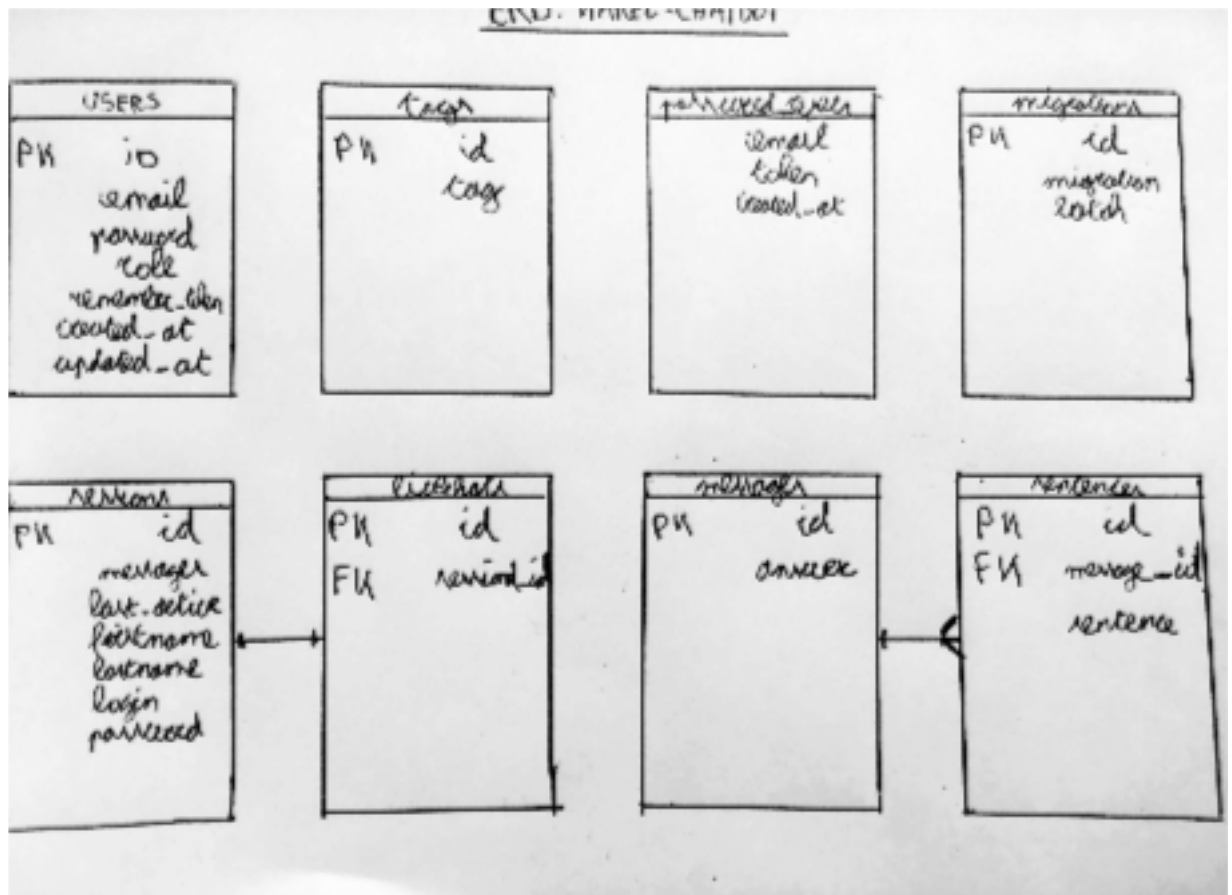 ERD: MAREL-CHATBOT
USERS
PK id
email
password
role
remember_token
created_at
updated_at
tags
PK id
tag
password_resets
email
token
created_at
migrations
PK id
migration
batch
sessions
PK id
messages
last_active
firstname
lastname
login
password
livechats
PK id
FK session_id
messages
PK id
answer
sentences
PK id
FK message_id
sentence